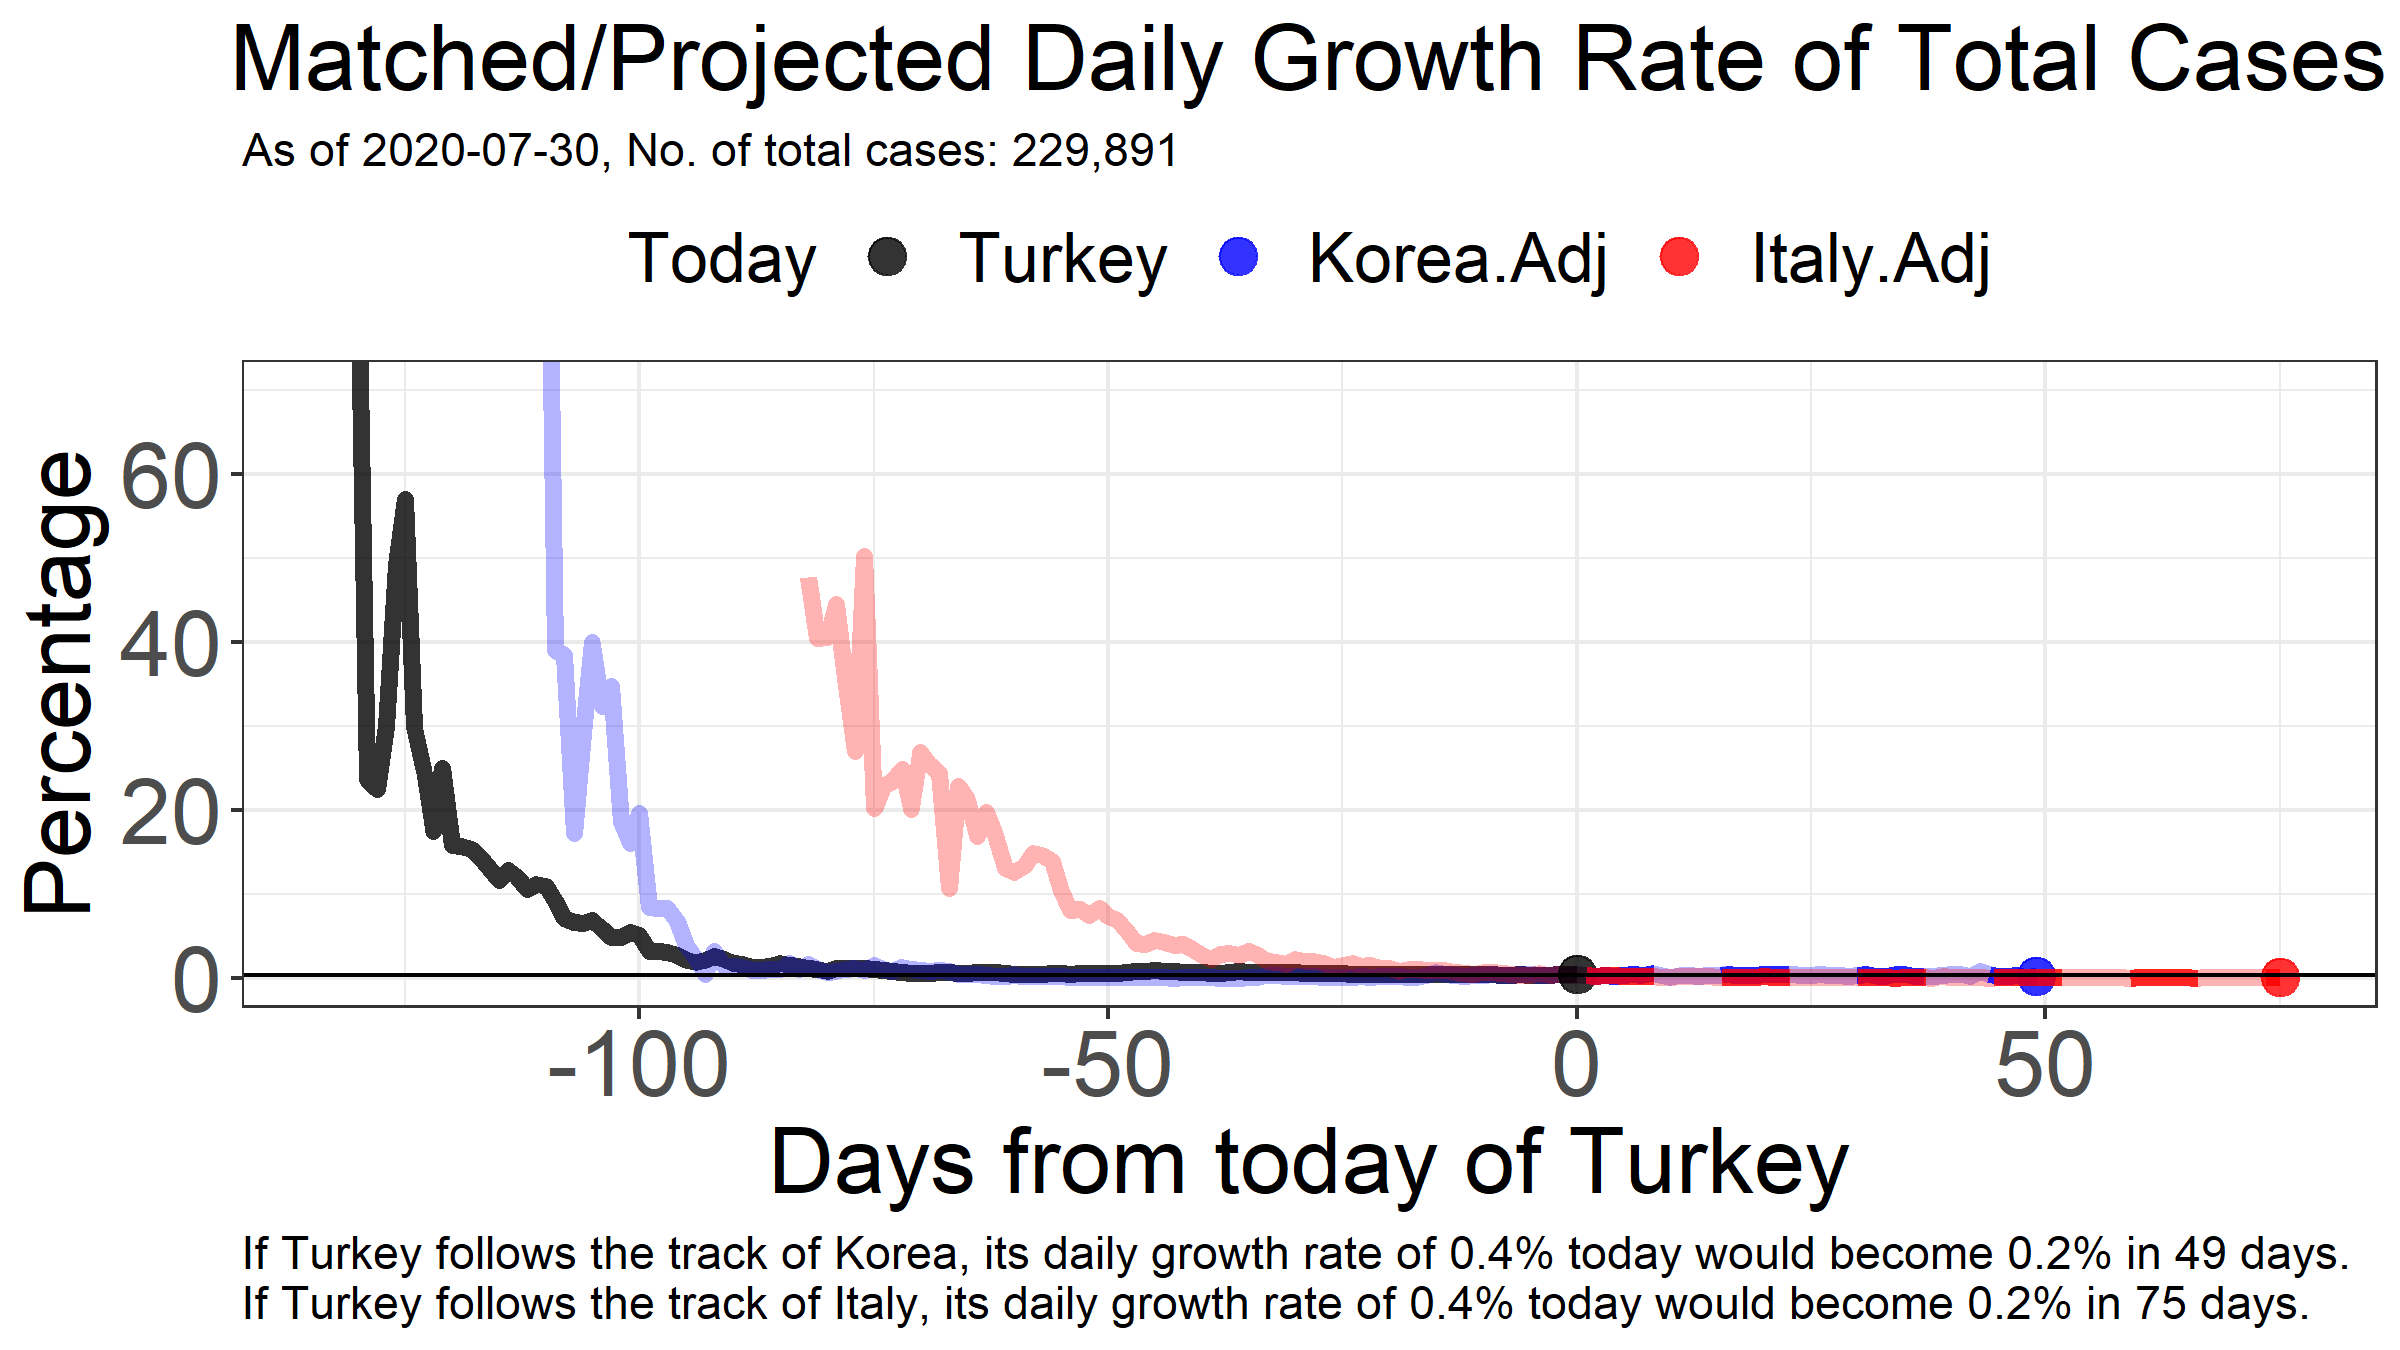 Matched/Projected Daily Growth Rate of Total Cases
As of 2020-07-30, No. of total cases: 229,891
Today Turkey Korea.Adj Italy.Adj
Percentage
60
40
20
0
-100 -50 0 50
Days from today of Turkey
If Turkey follows the track of Korea, its daily growth rate of 0.4% today would become 0.2% in 49 days.
If Turkey follows the track of Italy, its daily growth rate of 0.4% today would become 0.2% in 75 days.